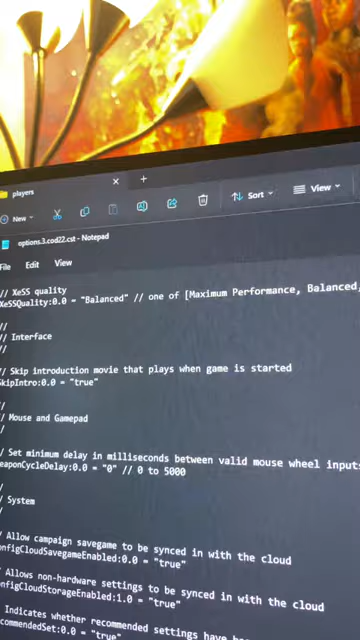 players
New
Sort
View
options.3.cod22.cst - Notepad
File Edit View
// XeSS quality
XeSSQuality:0.0 = "Balanced" // one of [Maximum Performance, Balanced,
//
// Interface
//
// Skip introduction movie that plays when game is started
SkipIntro:0.0 = "true"
//
/ Mouse and Gamepad
/
/ Set minimum delay in milliseconds between valid mouse wheel inputs
eaponCycleDelay:0.0 = "0" // 0 to 5000
/
/ System
/
/ Allow campaign savegame to be synced in with the cloud
onfigCloudSavegameEnabled:0.0 = "true"
/ Allows non-hardware settings to be synced in with the cloud
onfigCloudStorageEnabled:1.0 = "true"
Indicates whether recommended settings have
commendedSet:0.0 = "true"